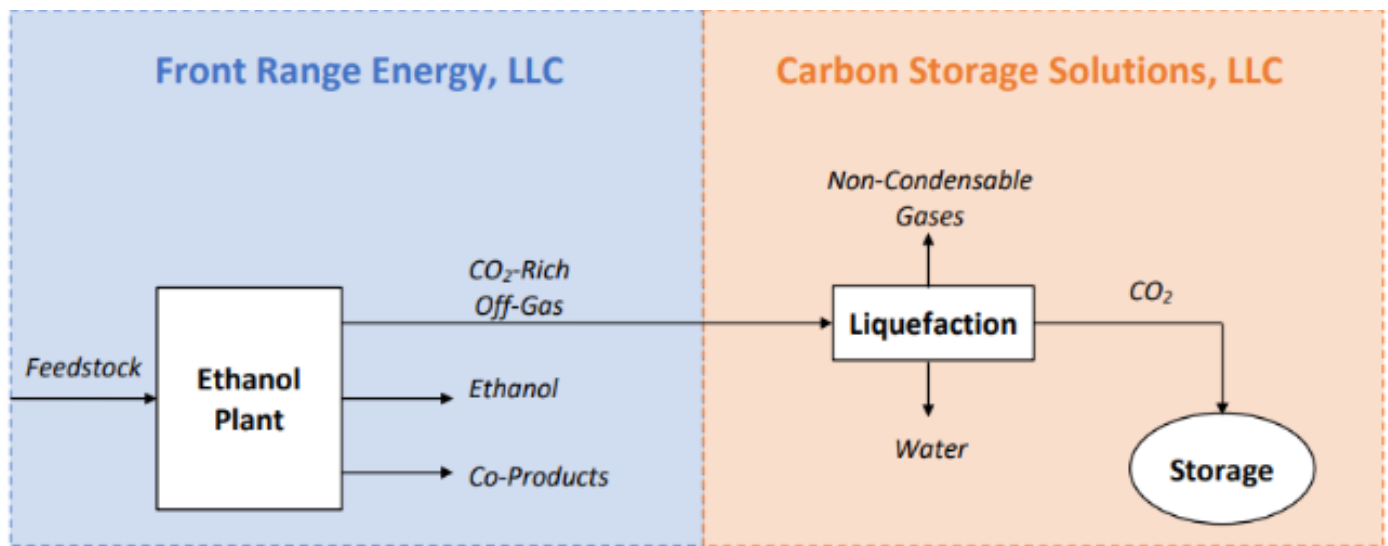 Front Range Energy, LLC
Carbon Storage Solutions, LLC
Non-Condensable
Gases
CO₂-Rich
Off-Gas
CO₂
Liquefaction
Feedstock
Ethanol
Plant
Ethanol
Water
Co-Products
Storage